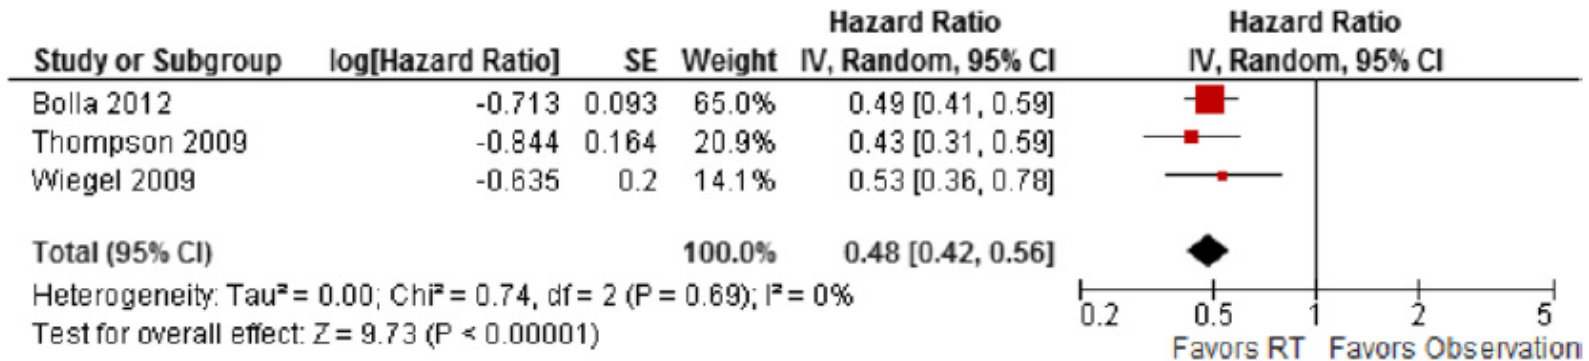 Hazard Ratio Hazard Ratio
Study or Subgroup log[Hazard Ratio] SE Weight IV, Random, 95% CI IV, Random, 95% CI
Bolla 2012 -0.713 0.093 65.0% 0.49 [0.41, 0.59]
Thompson 2009 -0.844 0.164 20.9% 0.43 [0.31, 0.59]
Wiegel 2009 -0.635 0.2 14.1% 0.53 [0.36, 0.78]
Total (95% CI) 100.0% 0.48 [0.42, 0.56]
Heterogeneity: Tau² = 0.00; Chi² = 0.74, df = 2 (P = 0.69); I² = 0%
Test for overall effect: Z = 9.73 (P < 0.00001)
0.2 0.5 1 2 5
Favors RT Favors Observation